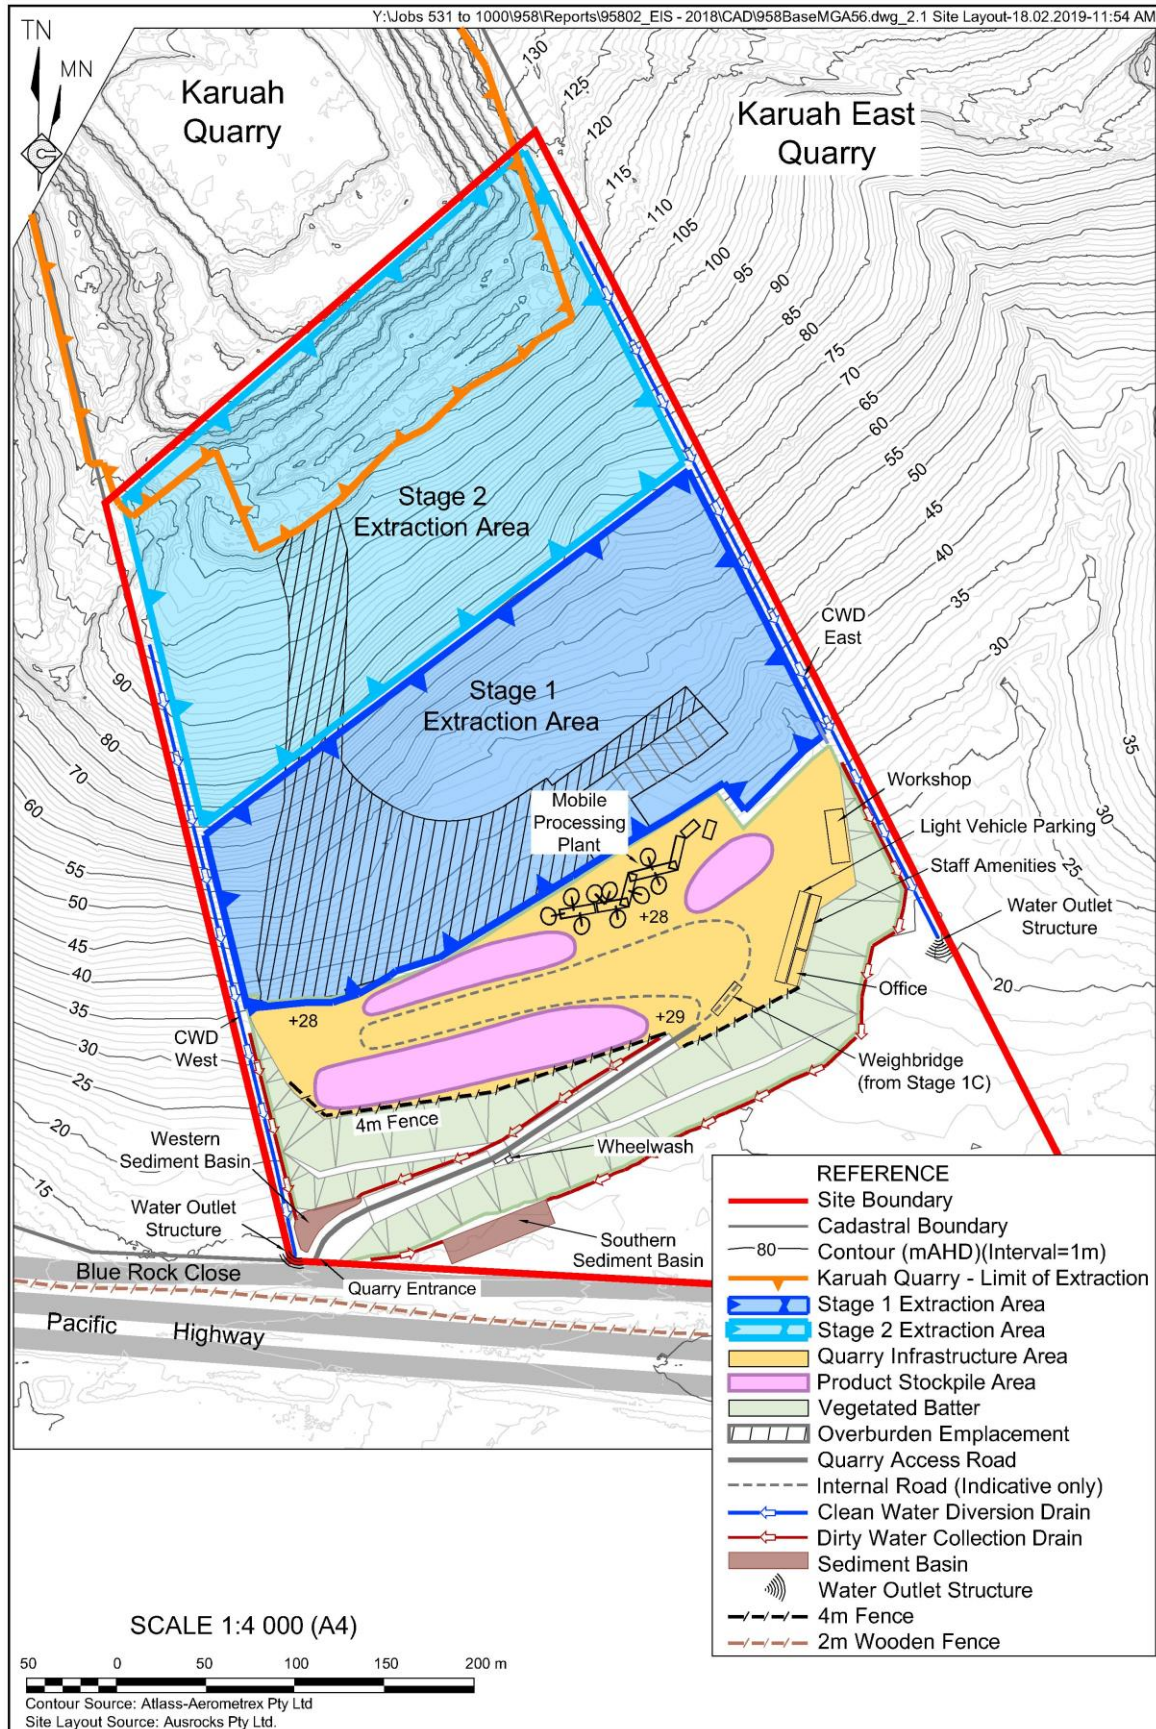 Y:\Jobs 531 to 1000\958\Reports\95802_EIS - 2018\CAD\958BaseMGA56.dwg_2.1 Site Layout-18.02.2019-11:54 AM
TN
MN
Karuah
Quarry
Karuah East
Quarry
130
125
120
115
110
105
100
95
90
85
80
75
70
65
60
55
50
45
40
35
30
Stage 2
Extraction Area
CWD
East
Stage 1
Extraction Area
90
80
70
60
55
50
45
40
35
30
25
20
15
35
30
25
20
Workshop
Light Vehicle Parking
Staff Amenities
Water Outlet
Structure
Mobile
Processing
Plant
+28
Office
+28
+29
CWD
West
Weighbridge
(from Stage 1C)
4m Fence
Western
Sediment Basin
Wheelwash
Water Outlet
Structure
Southern
Sediment Basin
Quarry Entrance
Blue Rock Close
Pacific Highway
REFERENCE
Site Boundary
Cadastral Boundary
80 Contour (mAHD)(Interval=1m)
Karuah Quarry - Limit of Extraction
Stage 1 Extraction Area
Stage 2 Extraction Area
Quarry Infrastructure Area
Product Stockpile Area
Vegetated Batter
Overburden Emplacement
Quarry Access Road
Internal Road (Indicative only)
Clean Water Diversion Drain
Dirty Water Collection Drain
Sediment Basin
Water Outlet Structure
4m Fence
2m Wooden Fence
SCALE 1:4 000 (A4)
50 0 50 100 150 200 m
Contour Source: Atlass-Aerometrex Pty Ltd
Site Layout Source: Ausrocks Pty Ltd.